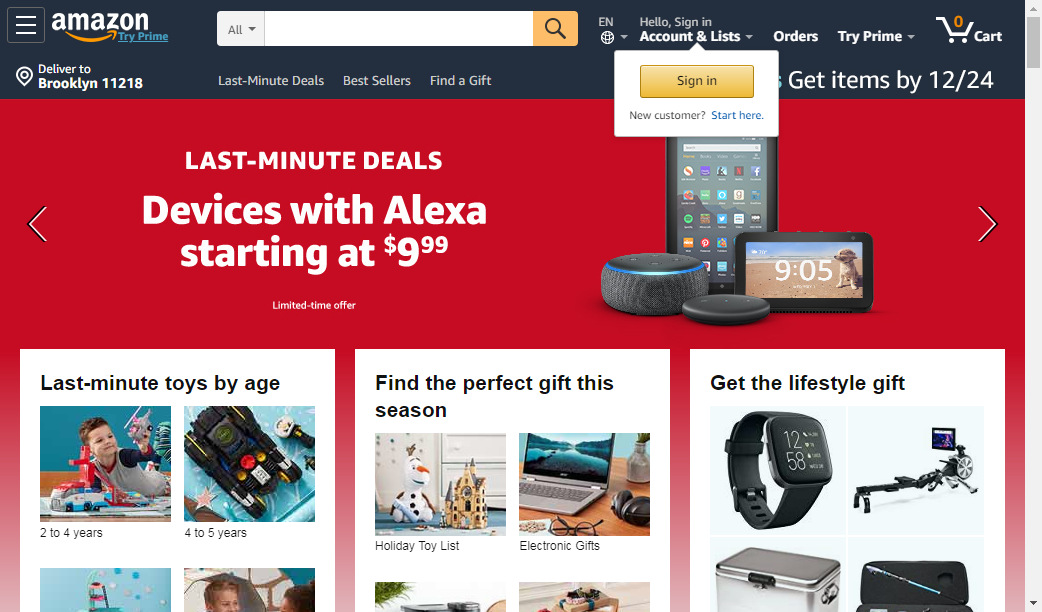 amazon
Try Prime
All
EN
Hello, Sign in
Account & Lists
Orders
Try Prime
0
Cart
Deliver to
Brooklyn 11218
Last-Minute Deals
Best Sellers
Find a Gift
Get items by 12/24
Sign in
New customer? Start here.
LAST-MINUTE DEALS
Devices with Alexa
starting at $9.99
Limited-time offer
9:05
Last-minute toys by age
2 to 4 years
4 to 5 years
Find the perfect gift this
season
Holiday Toy List
Electronic Gifts
Get the lifestyle gift
12
58